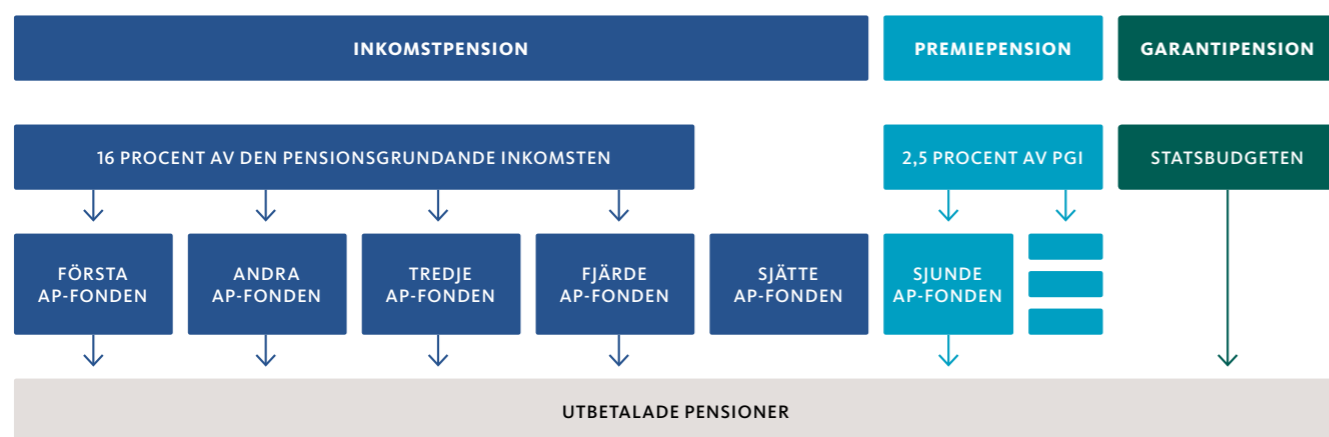 INKOMSTPENSION
PREMIEPENSION
GARANTIPENSION
16 PROCENT AV DEN PENSIONSGRUNDANDE INKOMSTEN
2,5 PROCENT AV PGI
STATSBUDGETEN
FÖRSTA
AP-FONDEN
ANDRA
AP-FONDEN
TREDJE
AP-FONDEN
FJÄRDE
AP-FONDEN
SJÄTTE
AP-FONDEN
SJUNDE
AP-FONDEN
UTBETALADE PENSIONER